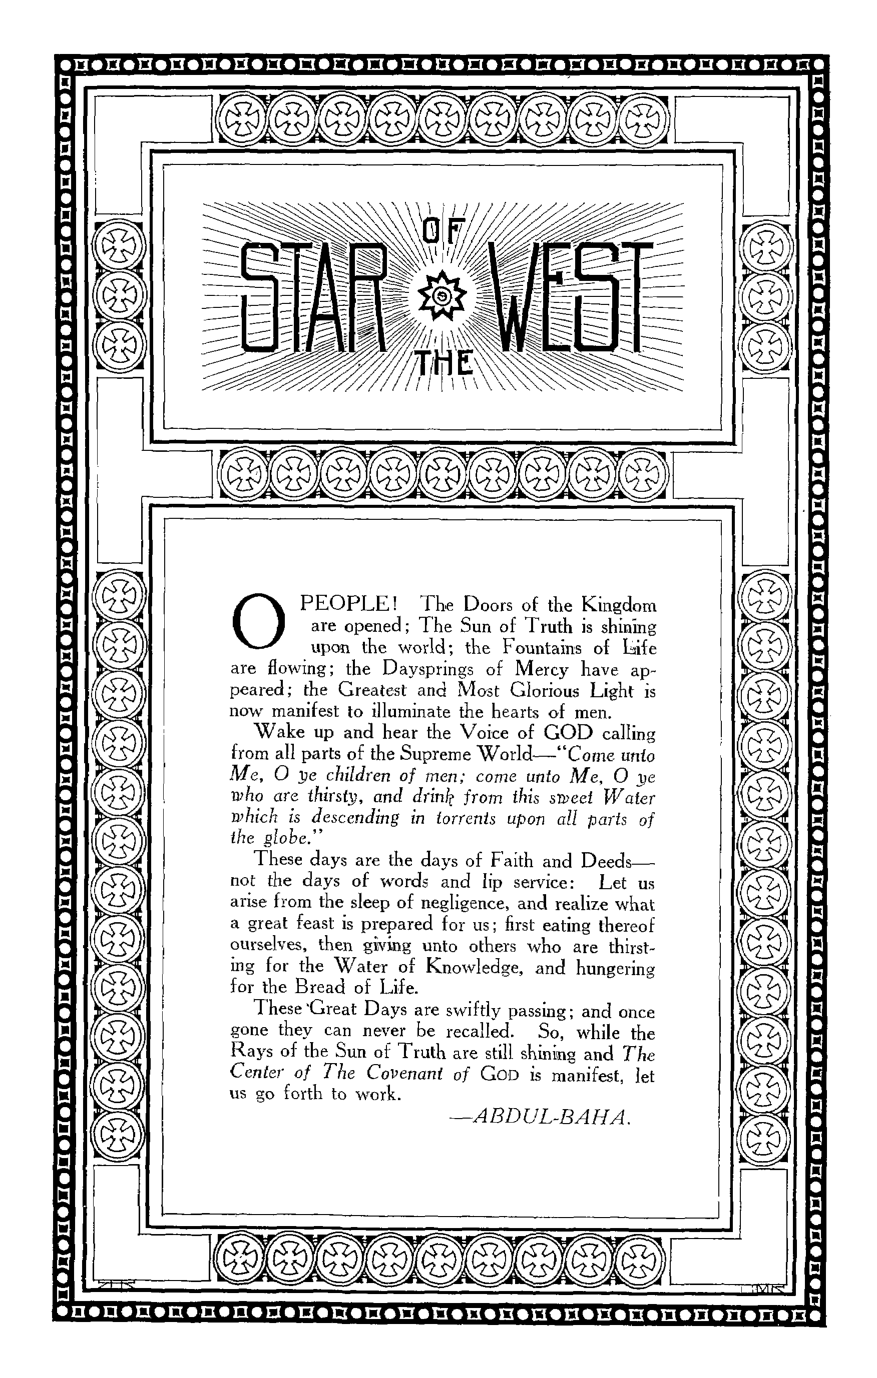 STAR OF THE WEST
O PEOPLE! The Doors of the Kingdom
are opened; The Sun of Truth is shining
upon the world; the Fountains of Life
are flowing; the Daysprings of Mercy have ap-
peared; the Greatest and Most Glorious Light is
now manifest to illuminate the hearts of men.
Wake up and hear the Voice of GOD calling
from all parts of the Supreme World—"Come unto
Me, O ye children of men; come unto Me, O ye
who are thirsty, and drink from this sweet Water
which is descending in torrents upon all parts of
the globe."
These days are the days of Faith and Deeds—
not the days of words and lip service: Let us
arise from the sleep of negligence, and realize what
a great feast is prepared for us; first eating thereof
ourselves, then giving unto others who are thirst-
ing for the Water of Knowledge, and hungering
for the Bread of Life.
These Great Days are swiftly passing; and once
gone they can never be recalled. So, while the
Rays of the Sun of Truth are still shining and The
Center of The Covenant of GOD is manifest, let
us go forth to work.
—ABDUL-BAHA.